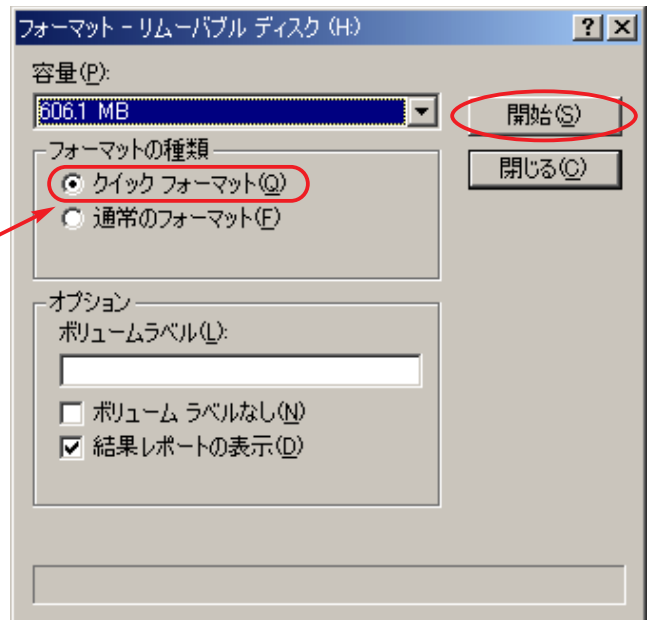 フォーマット - リムーバブル ディスク (H:)
容量(P):
606.1 MB
開始(S)
フォーマットの種類
閉じる(C)
クイック フォーマット(Q)
通常のフォーマット(F)
オプション
ボリュームラベル(L):
ボリューム ラベルなし(N)
結果レポートの表示(D)